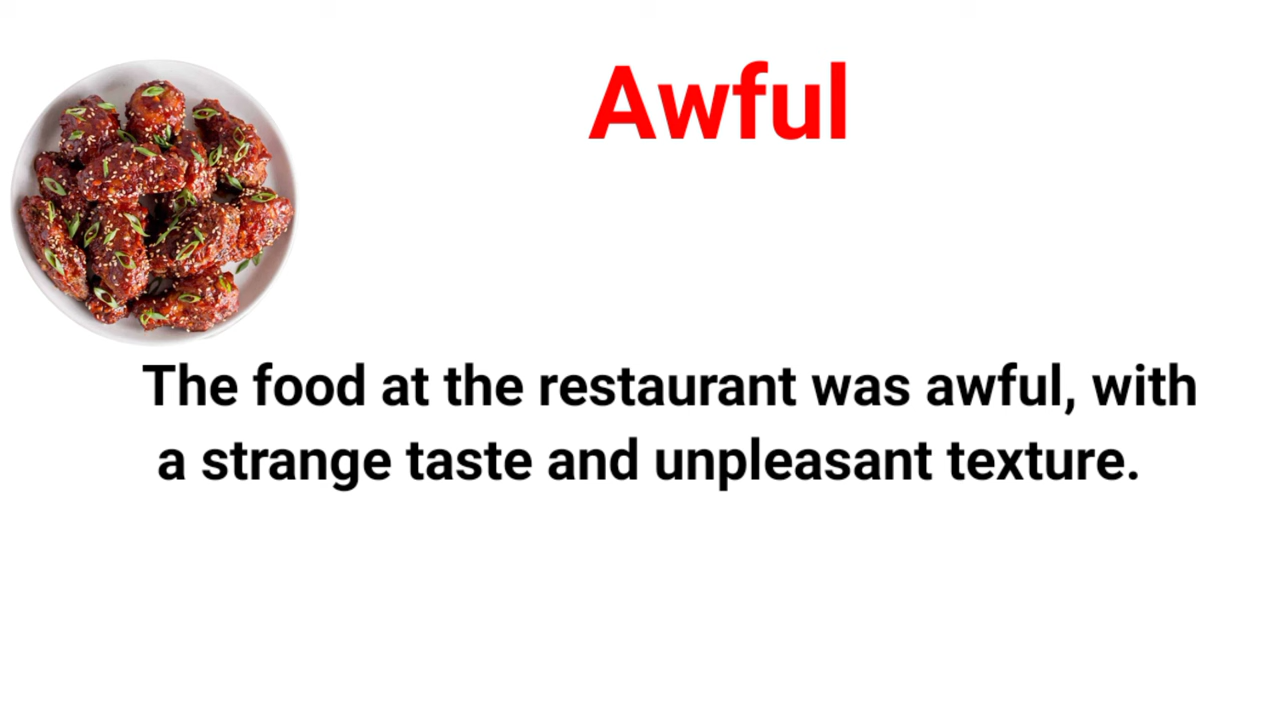 Awful
The food at the restaurant was awful, with
a strange taste and unpleasant texture.